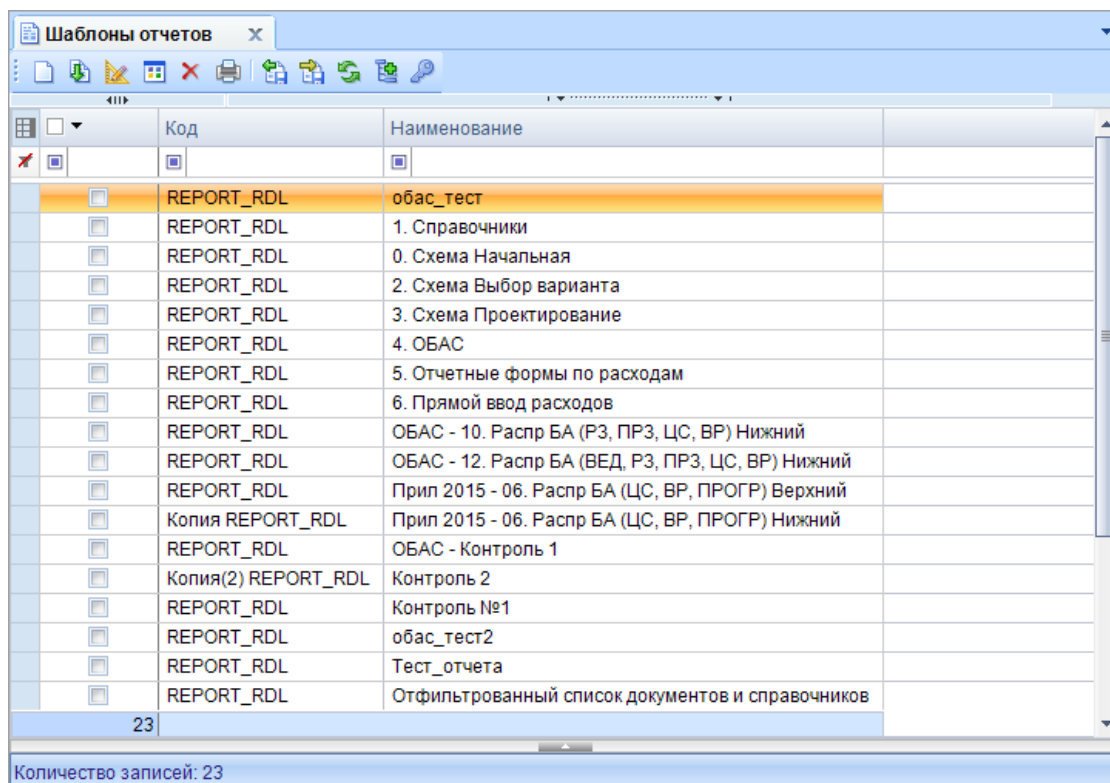 Шаблоны отчетов
Код Наименование
REPORT_RDL обас_тест
REPORT_RDL 1. Справочники
REPORT_RDL 0. Схема Начальная
REPORT_RDL 2. Схема Выбор варианта
REPORT_RDL 3. Схема Проектирование
REPORT_RDL 4. ОБАС
REPORT_RDL 5. Отчетные формы по расходам
REPORT_RDL 6. Прямой ввод расходов
REPORT_RDL ОБАС - 10. Распр БА (РЗ, ПРЗ, ЦС, ВР) Нижний
REPORT_RDL ОБАС - 12. Распр БА (ВЕД, РЗ, ПРЗ, ЦС, ВР) Нижний
REPORT_RDL Прил 2015 - 06. Распр БА (ЦС, ВР, ПРОГР) Верхний
Копия REPORT_RDL Прил 2015 - 06. Распр БА (ЦС, ВР, ПРОГР) Нижний
REPORT_RDL ОБАС - Контроль 1
Копия(2) REPORT_RDL Контроль 2
REPORT_RDL Контроль №1
REPORT_RDL обас_тест2
REPORT_RDL Тест_отчета
REPORT_RDL Отфильтрованный список документов и справочников
23
Количество записей: 23